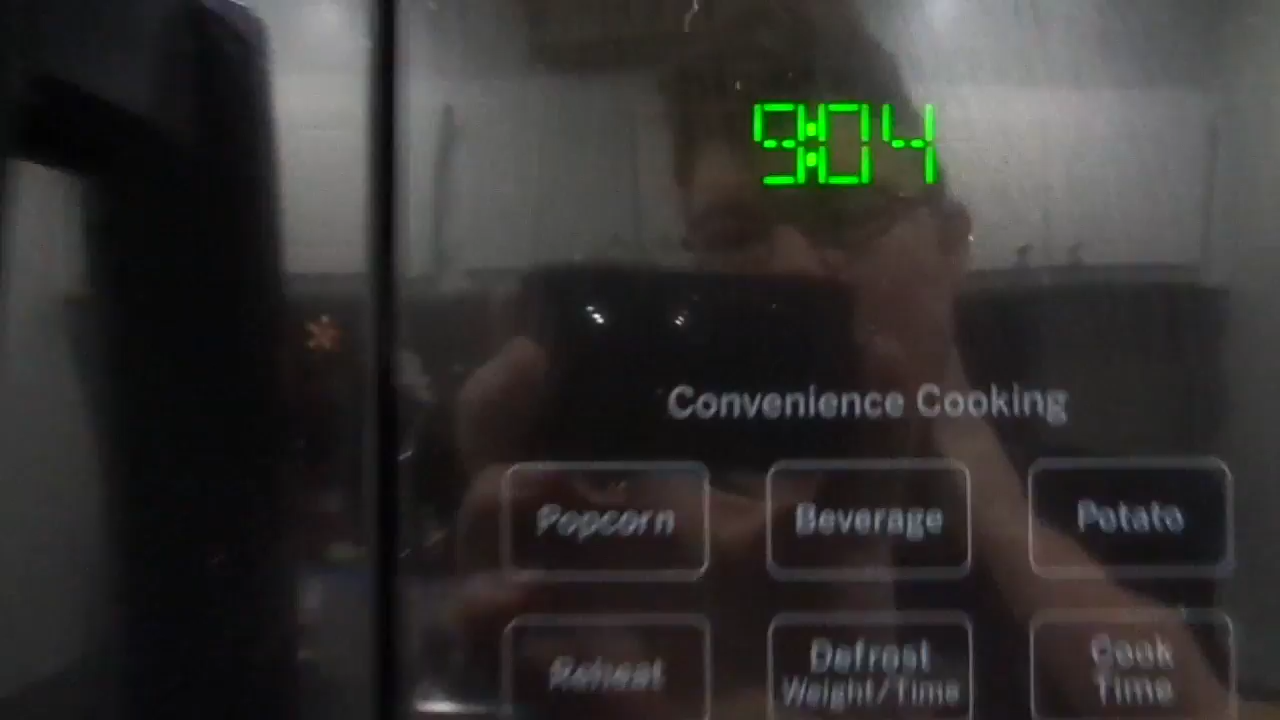 9:04
Convenience Cooking
Popcorn
Beverage
Potato
Reheat
Defrost
Weight/Time
Cook
Time